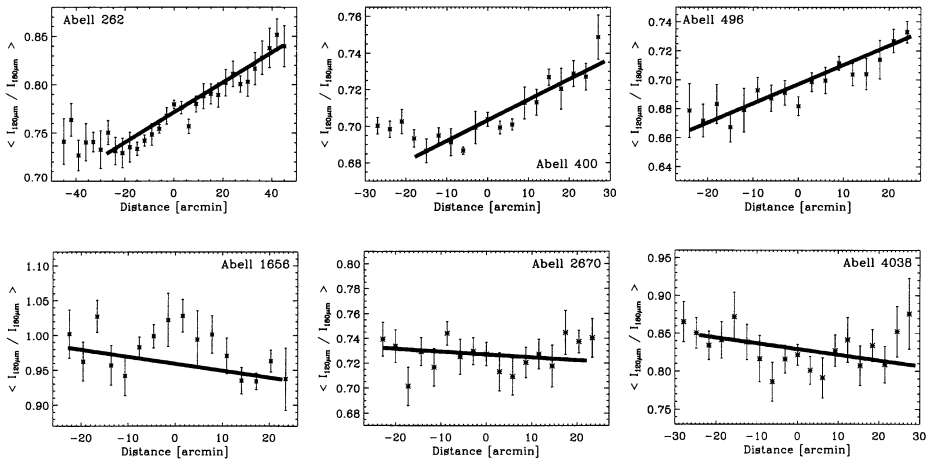 Abell 262
< I120μm / I180μm >
0.85
0.80
0.75
0.70
-40 -20 0 20 40
Distance [arcmin]
Abell 400
< I120μm / I180μm >
0.76
0.74
0.72
0.70
0.68
-30 -20 -10 0 10 20 30
Distance [arcmin]
Abell 496
< I120μm / I180μm >
0.74
0.72
0.70
0.68
0.66
0.64
-20 -10 0 10 20
Distance [arcmin]
Abell 1656
< I120μm / I180μm >
1.10
1.05
1.00
0.95
0.90
-20 -10 0 10 20
Distance [arcmin]
Abell 2670
< I120μm / I180μm >
0.80
0.78
0.76
0.74
0.72
0.70
0.68
-20 -10 0 10 20
Distance [arcmin]
Abell 4038
< I120μm / I180μm >
0.95
0.90
0.85
0.80
0.75
-30 -20 -10 0 10 20 30
Distance [arcmin]